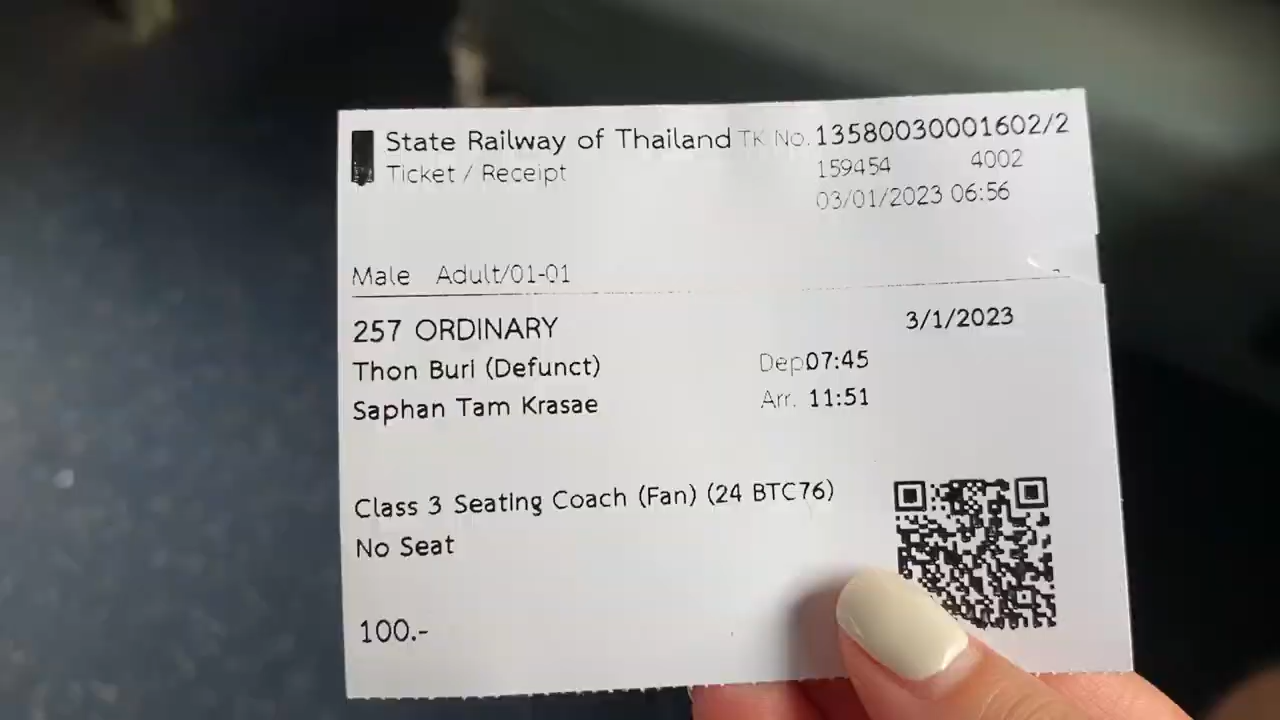 State Railway of Thailand TK No. 13580030001602/2
Ticket / Receipt 159454 4002
03/01/2023 06:56
Male Adult/01-01
257 ORDINARY 3/1/2023
Thon Buri (Defunct) Dep07:45
Saphan Tam Krasae Arr. 11:51
Class 3 Seating Coach (Fan) (24 BTC76)
No Seat
100.-